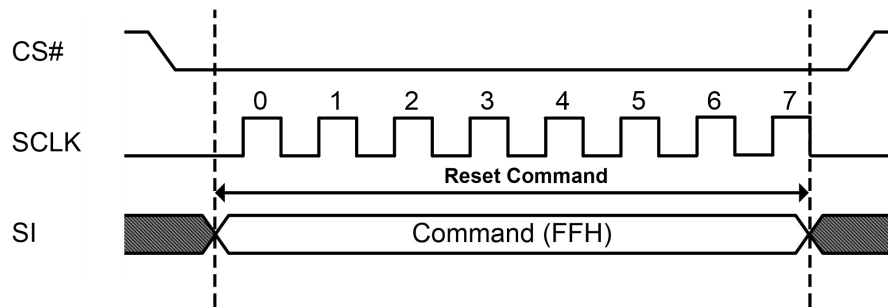 CS#
0 1 2 3 4 5 6 7
SCLK
Reset Command
SI
Command (FFH)